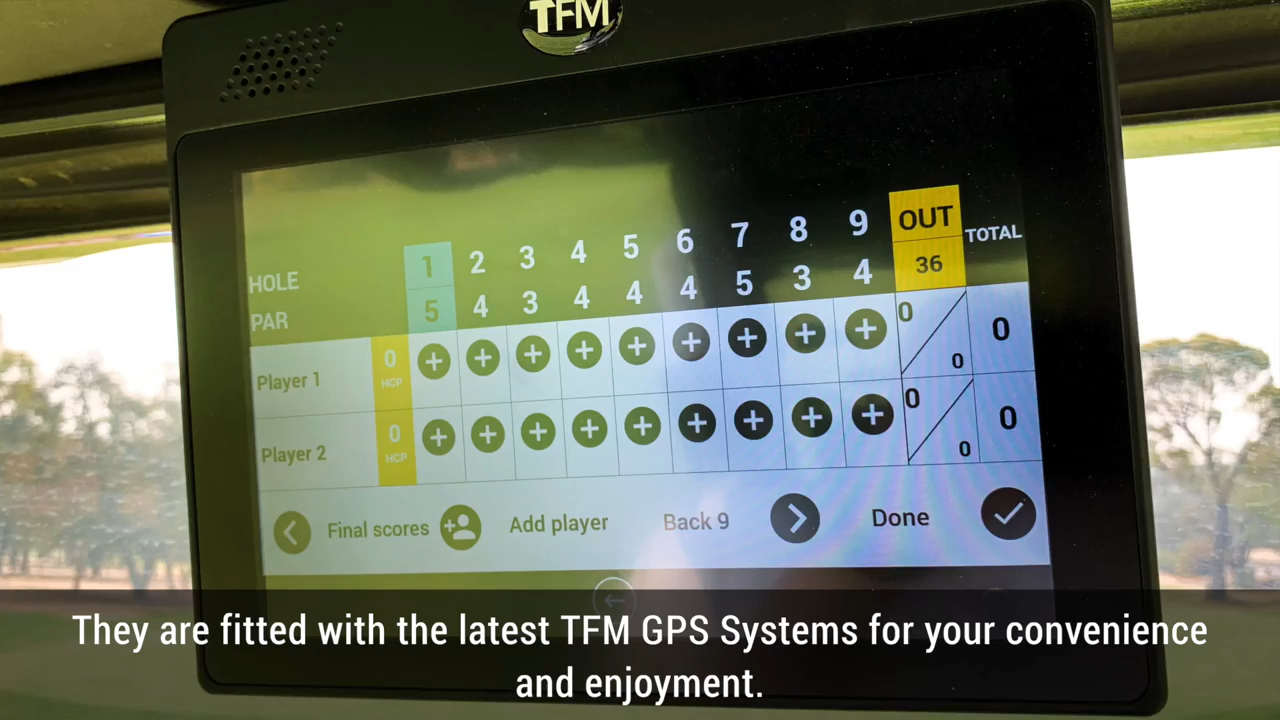 TFM
HOLE 1 2 3 4 5 6 7 8 9 OUT TOTAL
PAR 5 4 3 4 4 4 5 3 4 36
Player 1 0 HCP + + + + + + + + + 0 0 0
Player 2 0 HCP + + + + + + + + + 0 0 0
Final scores Add player Back 9 Done
They are fitted with the latest TFM GPS Systems for your convenience
and enjoyment.